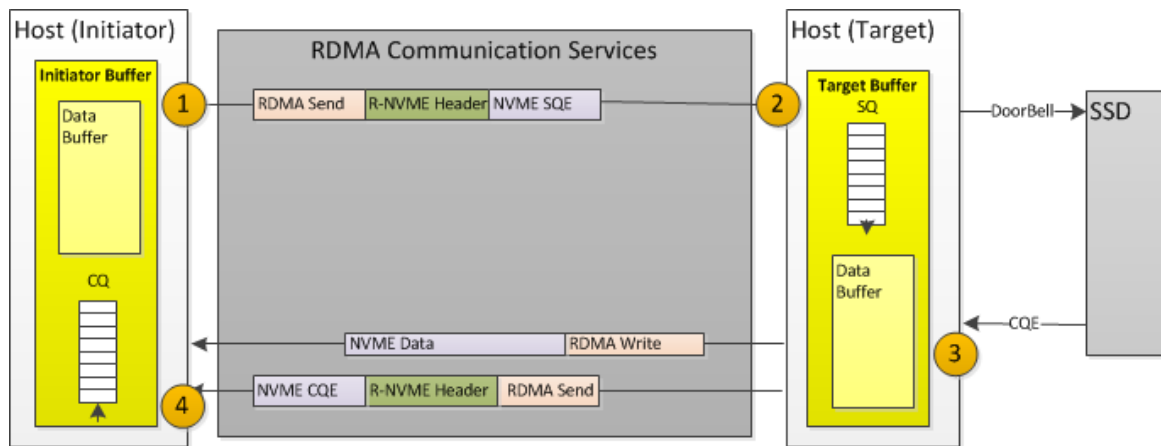 Host (Initiator)
Initiator Buffer
Data
Buffer
CQ
1
4
RDMA Communication Services
RDMA Send
R-NVME Header
NVME SQE
NVME Data
RDMA Write
NVME CQE
R-NVME Header
RDMA Send
Host (Target)
2
Target Buffer
SQ
Data
Buffer
3
DoorBell
CQE
SSD